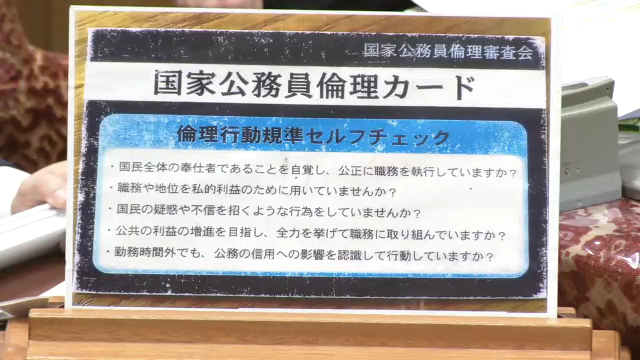 国家公務員倫理審査会
国家公務員倫理カード
倫理行動規準セルフチェック
・国民全体の奉仕者であることを自覚し、公正に職務を執行していますか?
・職務や地位を私的利益のために用いていませんか?
・国民の疑惑や不信を招くような行為をしていませんか?
・公共の利益の増進を目指し、全力を挙げて職務に取り組んでいますか?
・勤務時間外でも、公務の信用への影響を認識して行動していますか?